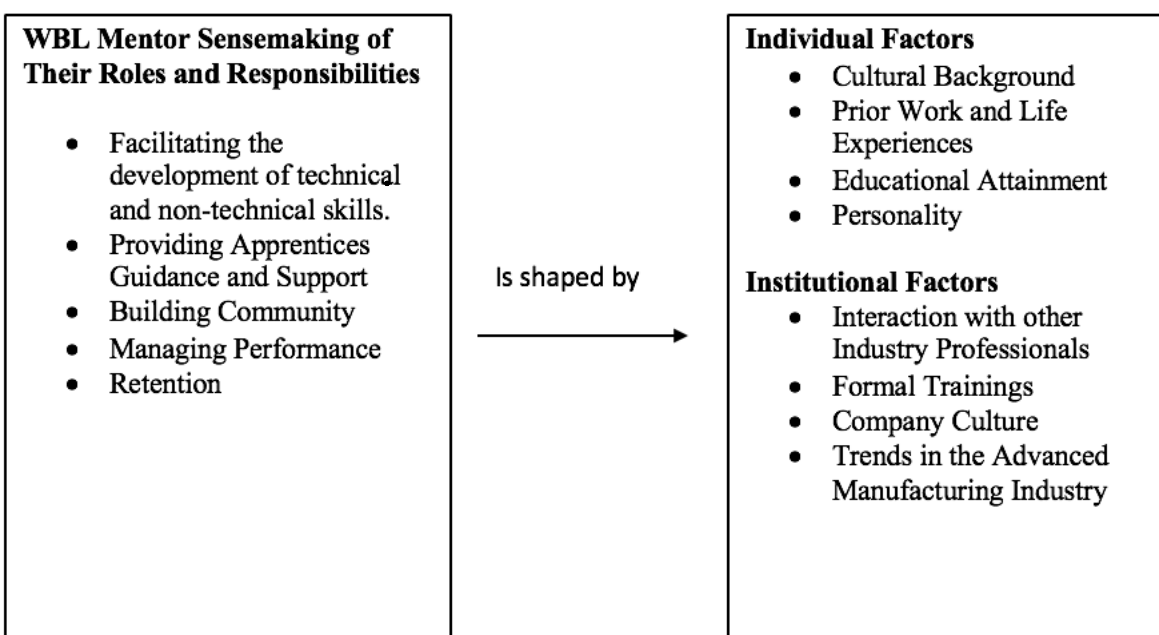 WBL Mentor Sensemaking of
Their Roles and Responsibilities
• Facilitating the
development of technical
and non-technical skills.
• Providing Apprentices
Guidance and Support
• Building Community
• Managing Performance
• Retention
Is shaped by
Individual Factors
• Cultural Background
• Prior Work and Life
Experiences
• Educational Attainment
• Personality
Institutional Factors
• Interaction with other
Industry Professionals
• Formal Trainings
• Company Culture
• Trends in the Advanced
Manufacturing Industry